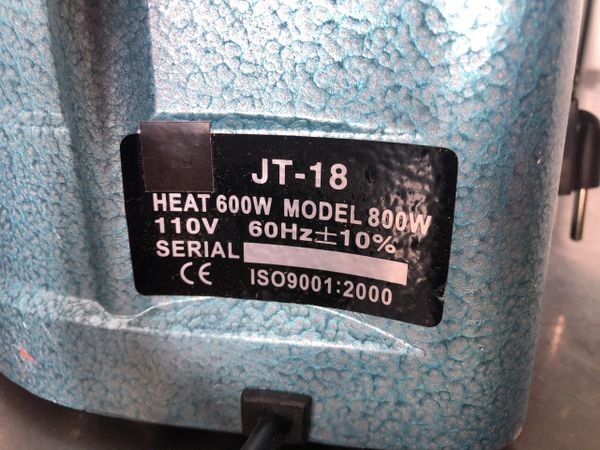 JT-18
HEAT 600W MODEL 800W
110V 60Hz±10%
SERIAL
CE ISO9001:2000